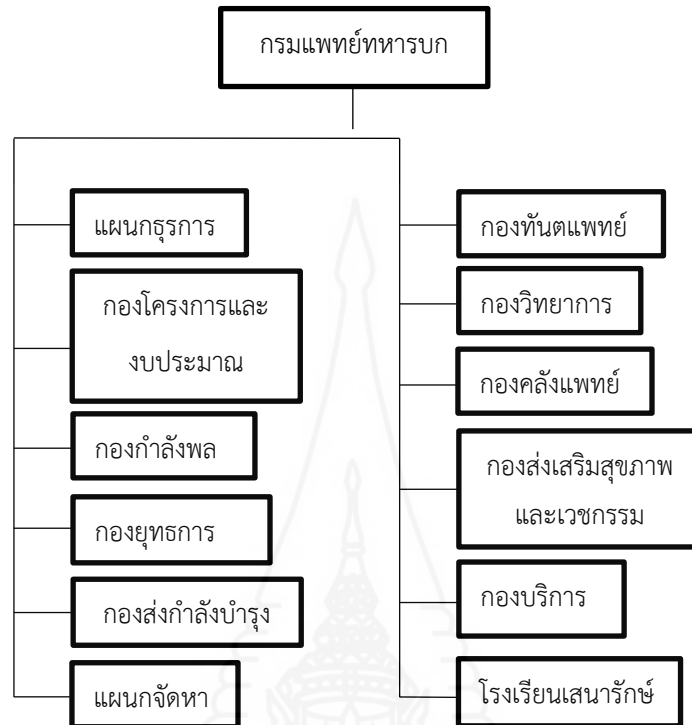 กรมแพทย์ทหารบก
แผนกธุรการ
กองโครงการและ
งบประมาณ
กองกำลังพล
กองยุทธการ
กองส่งกำลังบำรุง
แผนกจัดหา
กองทันตแพทย์
กองวิทยาการ
กองคลังแพทย์
กองส่งเสริมสุขภาพ
และเวชกรรม
กองบริการ
โรงเรียนเสนารักษ์